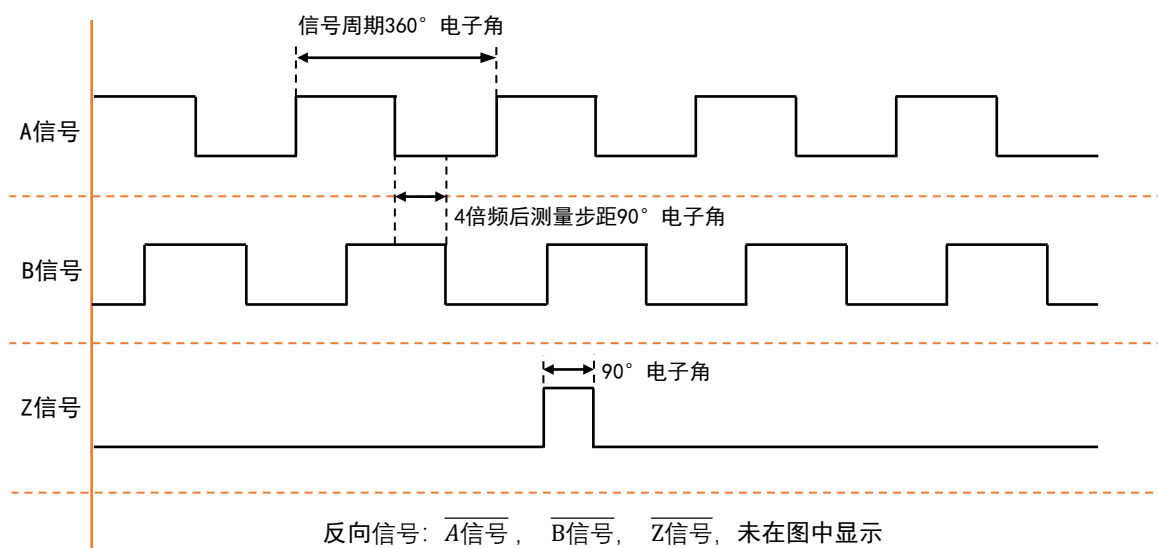 信号周期360°电子角
A信号
4倍频后测量步距90°电子角
B信号
90°电子角
Z信号
反向信号: A信号, B信号, Z信号, 未在图中显示